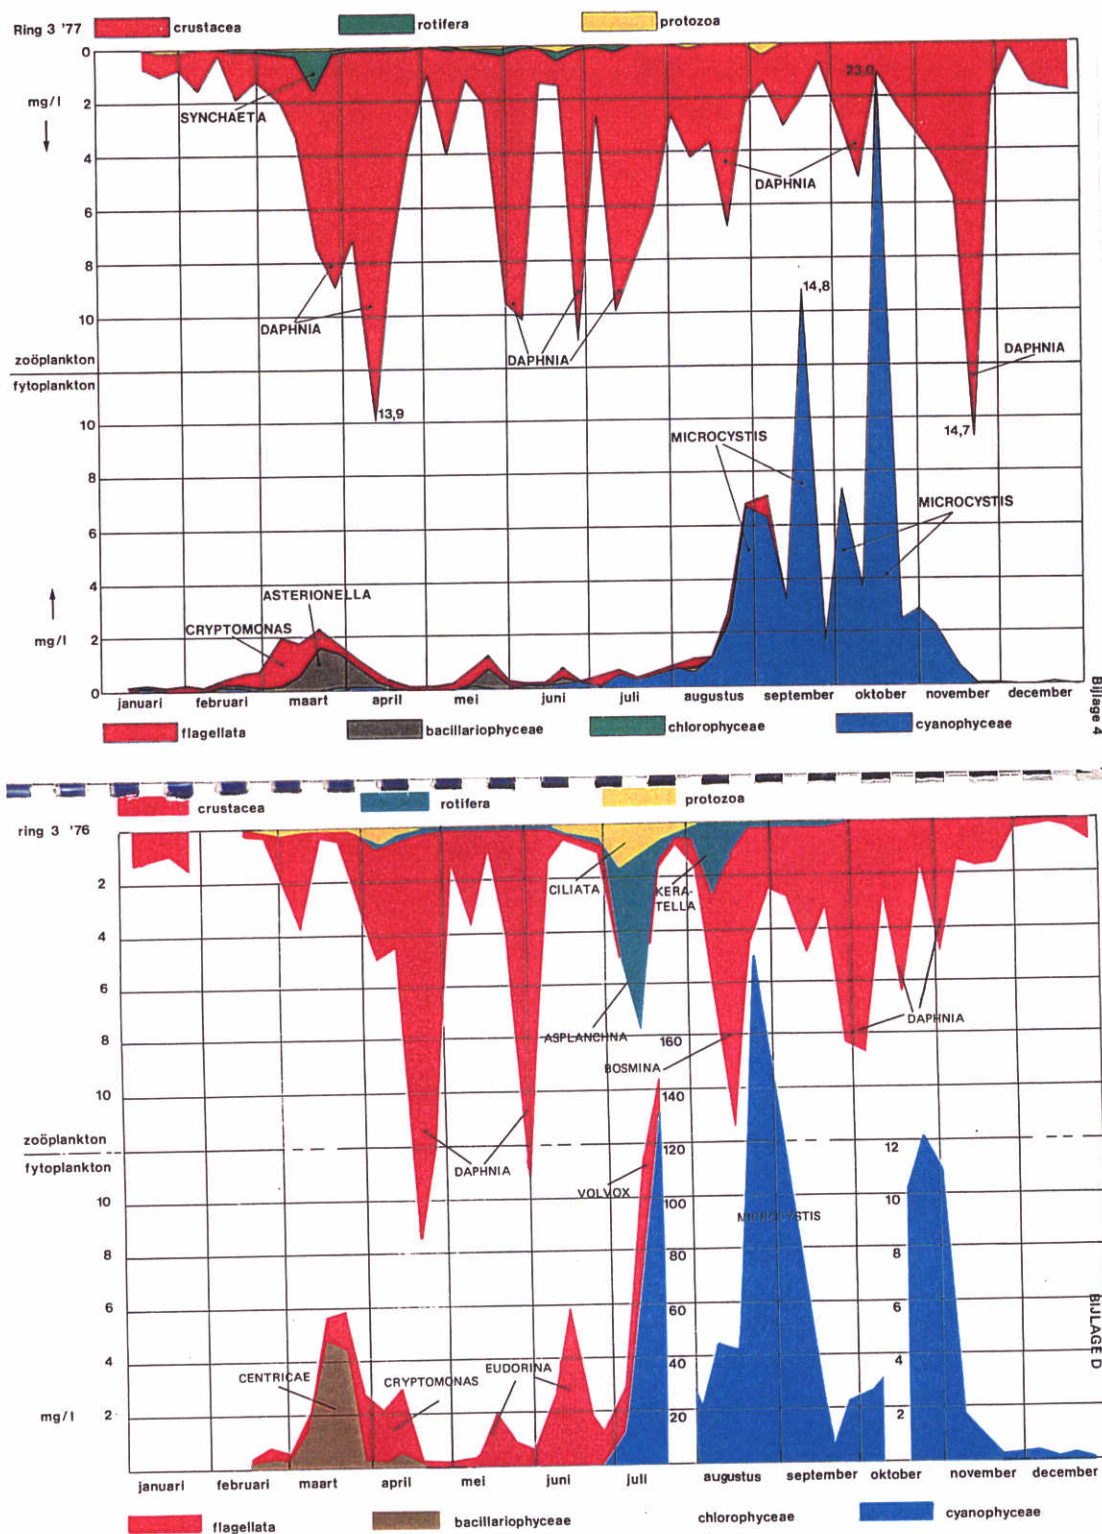 Ring 3 '77 crustacea rotifera protozoa
0
mg/l 2
SYNCHAETA
23,0
4
DAPHNIA
6
8
14,8
10
DAPHNIA
DAPHNIA
DAPHNIA
zoöplankton
fytoplankton
13,9
10
14,7
MICROCYSTIS
8
MICROCYSTIS
6
4
ASTERIONELLA
CRYPTOMONAS
mg/l 2
0
januari februari maart april mei juni juli augustus september oktober november december
flagellata bacillariophyceae chlorophyceae cyanophyceae
Bijlage 4
crustacea rotifera protozoa
ring 3 '76
2
CILIATA
KERA-
TELLA
4
6
ASPLANCHNA
DAPHNIA
8
160
BOSMINA
10
140
zoöplankton
fytoplankton
120
12
DAPHNIA
VOLVOX
10
100
10
MICROCYSTIS
8
80
8
6
60
6
4
40
4
CENTRICAE
CRYPTOMONAS
EUDORINA
mg/l 2
20
2
januari februari maart april mei juni juli augustus september oktober november december
flagellata bacillariophyceae chlorophyceae cyanophyceae
BIJLAGE D